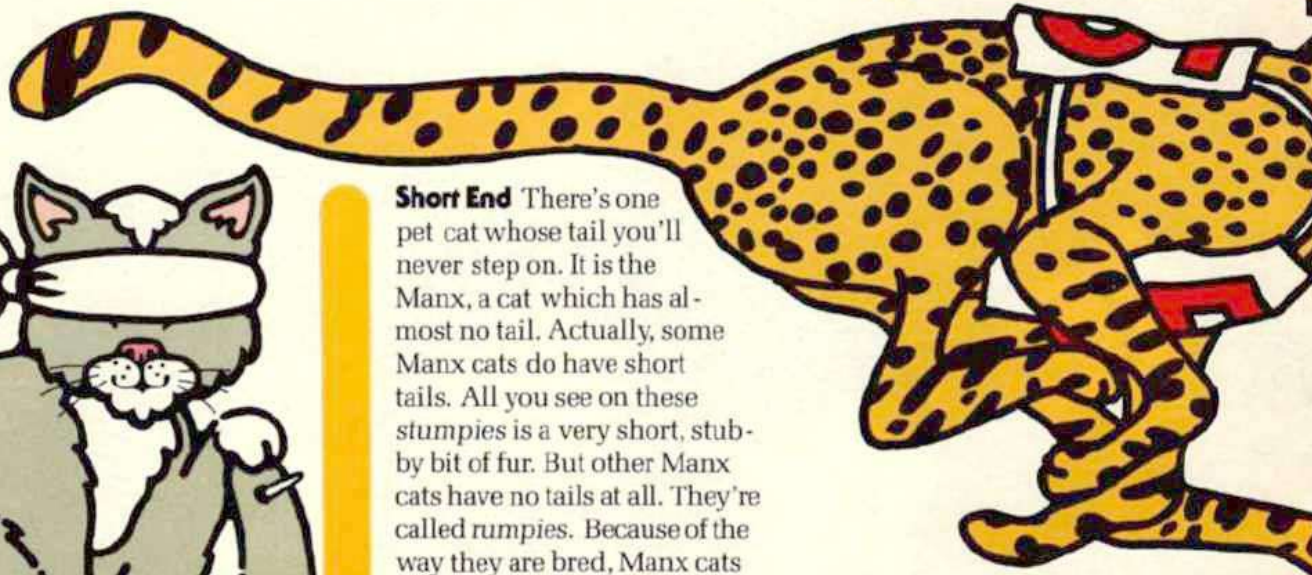 Short End There's one
pet cat whose tail you'll
never step on. It is the
Manx, a cat which has al-
most no tail. Actually, some
Manx cats do have short
tails. All you see on these
stumpies is a very short, stub-
by bit of fur. But other Manx
cats have no tails at all. They're
called rumpies. Because of the
way they are bred, Manx cats